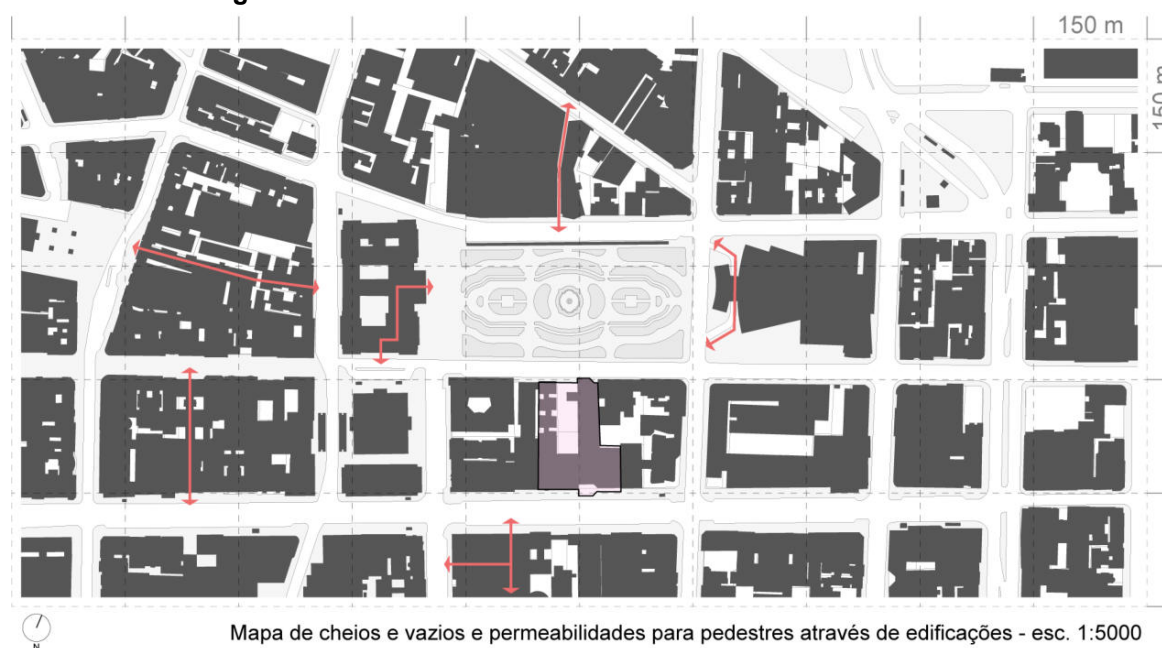 150 m
150 m
N
Mapa de cheios e vazios e permeabilidades para pedestres através de edificações - esc. 1:5000